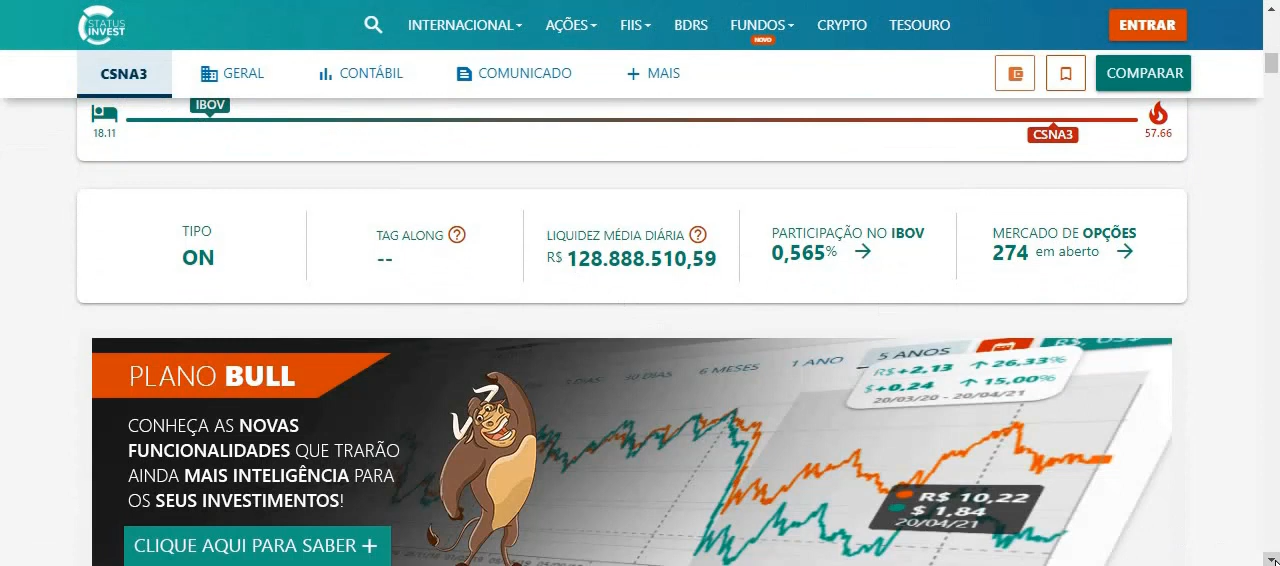 STATUS
INVEST
INTERNACIONAL
AÇÕES
FIIS
BDRS
FUNDOS
NOVO
CRYPTO
TESOURO
ENTRAR
CSNA3
GERAL
CONTÁBIL
COMUNICADO
MAIS
COMPARAR
IBOV
18.11
CSNA3
57.66
TIPO
ON
TAG ALONG ?
--
LIQUIDEZ MÉDIA DIÁRIA ?
R$ 128.888.510,59
PARTICIPAÇÃO NO IBOV
0,565%
MERCADO DE OPÇÕES
274 em aberto
PLANO BULL
CONHEÇA AS NOVAS
FUNCIONALIDADES QUE TRARÃO
AINDA MAIS INTELIGÊNCIA PARA
OS SEUS INVESTIMENTOS!
CLIQUE AQUI PARA SABER +
30 DIAS
6 MESES
1 ANO
5 ANOS
R$, US$
R$+2.13 26,33%
$+0.24 15,00%
20/03/20 - 20/04/21
R$ 10,22
$ 1,84
20/04/21